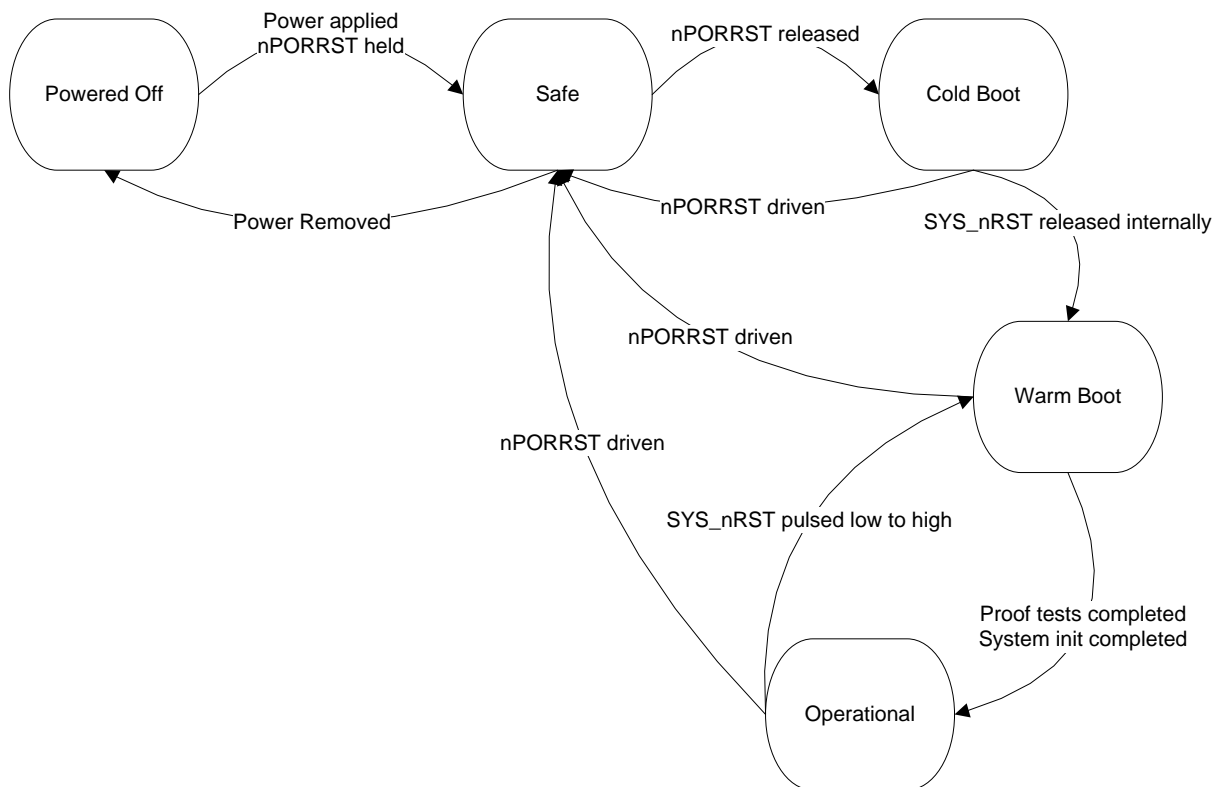 Power applied
nPORRST held
nPORRST released
Powered Off
Safe
Cold Boot
Power Removed
nPORRST driven
SYS_nRST released internally
nPORRST driven
Warm Boot
nPORRST driven
SYS_nRST pulsed low to high
Proof tests completed
System init completed
Operational